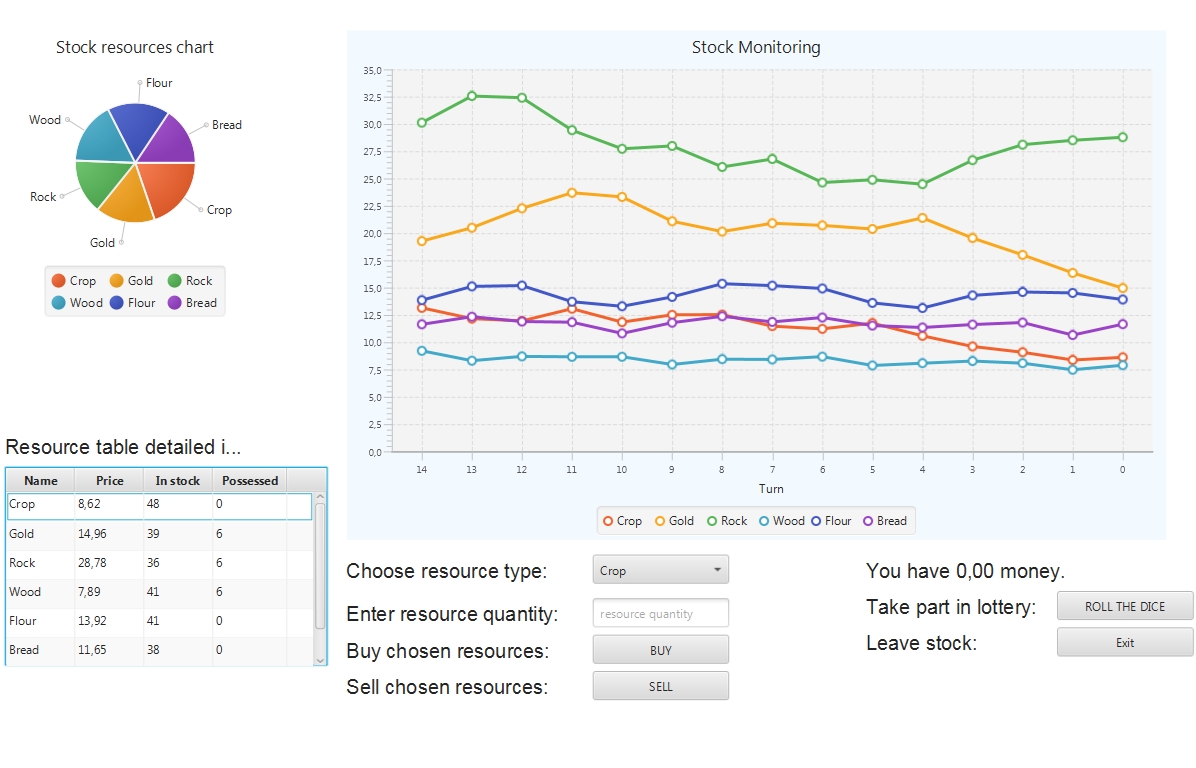 Stock resources chart
Flour
Wood
Bread
Rock
Crop
Gold
Crop Gold Rock
Wood Flour Bread
Stock Monitoring
35,0
32,5
30,0
27,5
25,0
22,5
20,0
17,5
15,0
12,5
10,0
7,5
5,0
2,5
0,0
14 13 12 11 10 9 8 7 6 5 4 3 2 1 0
Turn
Crop Gold Rock Wood Flour Bread
Resource table detailed i...
Name Price In stock Possessed
Crop 8,62 48 0
Gold 14,96 39 6
Rock 28,78 36 6
Wood 7,89 41 6
Flour 13,92 41 0
Bread 11,65 38 0
Choose resource type: Crop
Enter resource quantity: resource quantity
Buy chosen resources: BUY
Sell chosen resources: SELL
You have 0,00 money.
Take part in lottery: ROLL THE DICE
Leave stock: Exit